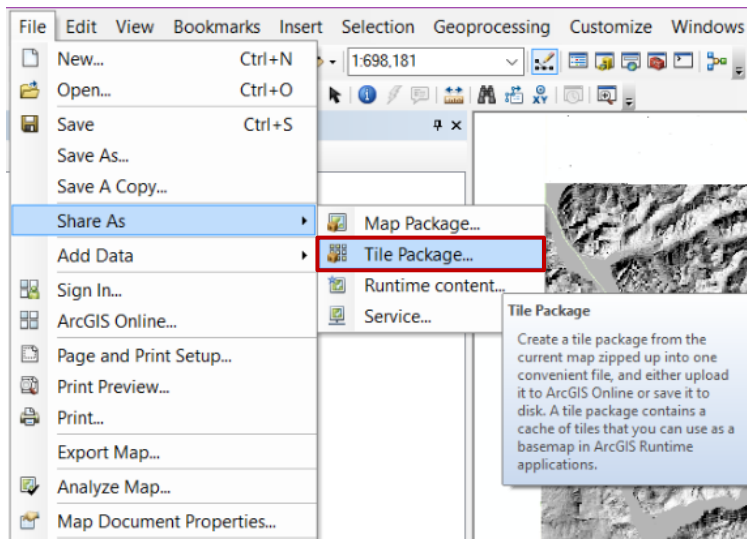 File Edit View Bookmarks Insert Selection Geoprocessing Customize Windows
New... Ctrl+N
1:698,181
Open... Ctrl+O
Save Ctrl+S
Save As...
Save A Copy...
Share As
Map Package...
Add Data
Tile Package...
Sign In...
Runtime content...
ArcGIS Online...
Service...
Tile Package
Create a tile package from the
current map zipped up into one
convenient file, and either upload
it to ArcGIS Online or save it to
disk. A tile package contains a
cache of tiles that you can use as a
basemap in ArcGIS Runtime
applications.
Page and Print Setup...
Print Preview...
Print...
Export Map...
Analyze Map...
Map Document Properties...